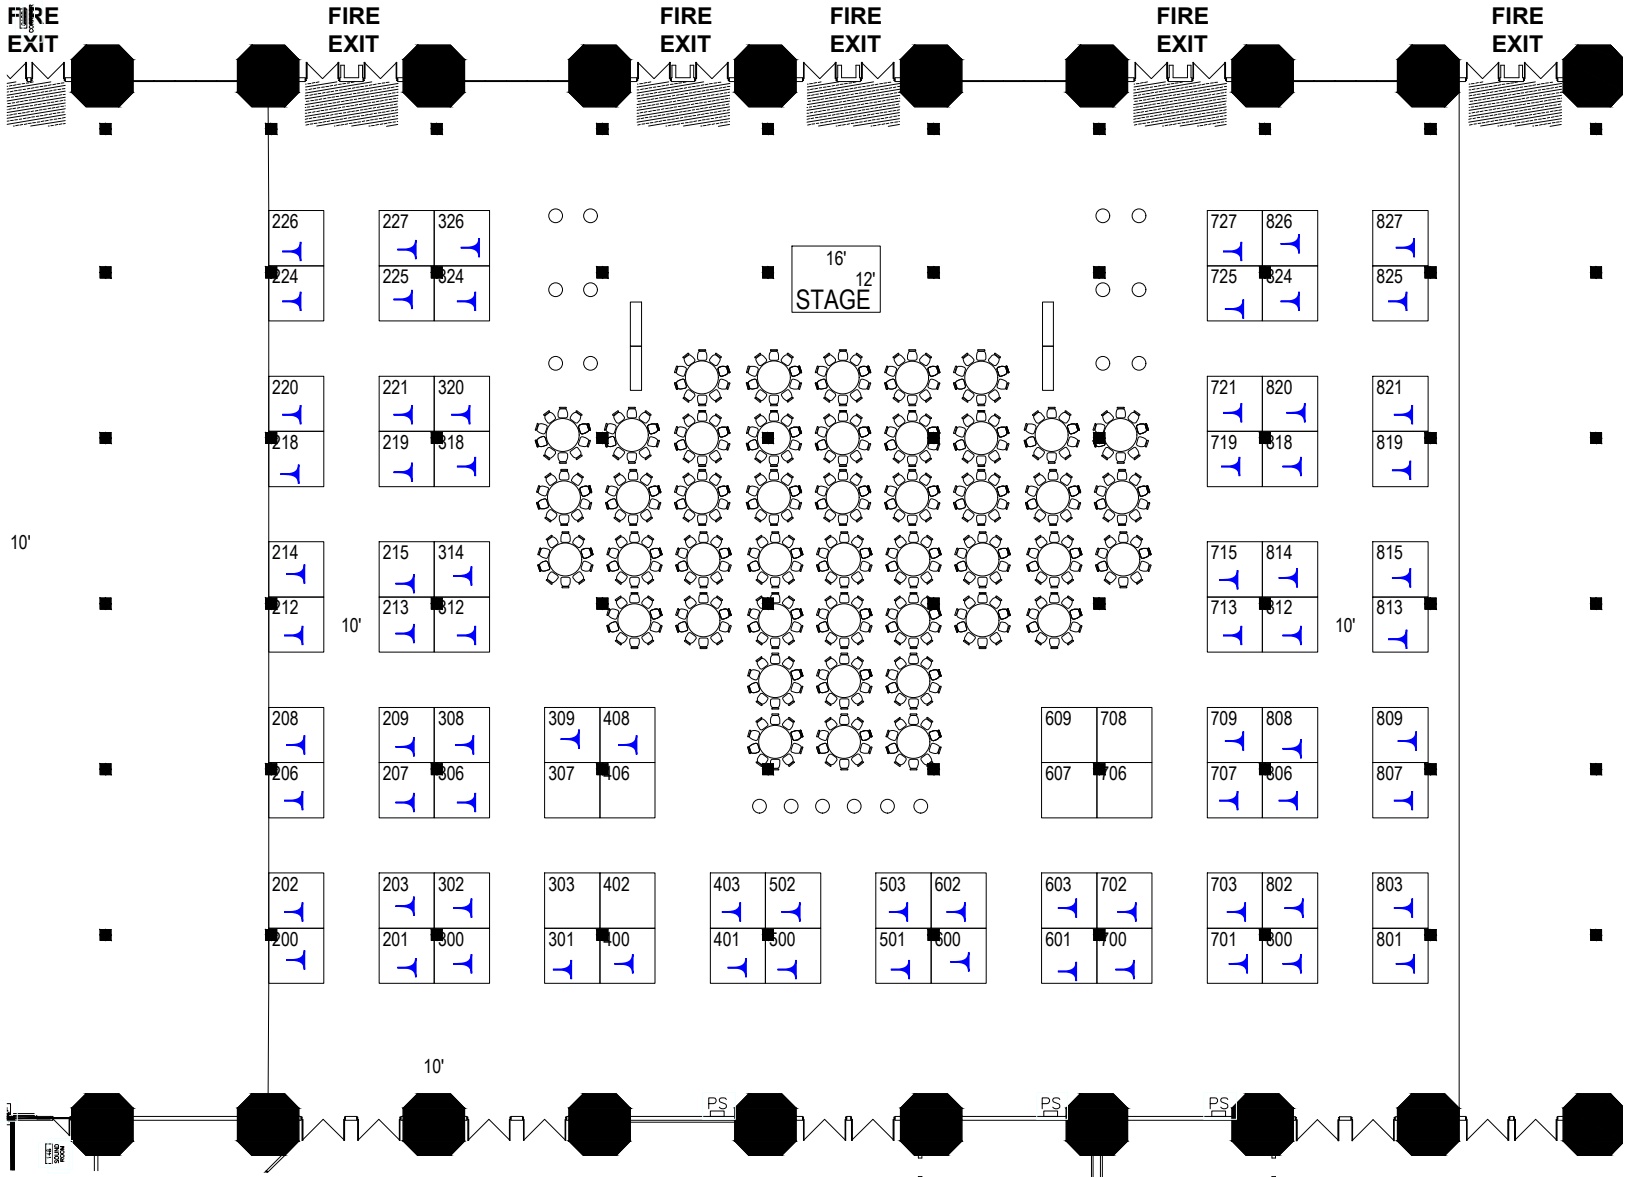 FIRE FIRE FIRE FIRE FIRE FIRE
EXIT EXIT EXIT EXIT EXIT EXIT
226 227 326 727 826 827
16'
12'
224 225 324 725 824 825
STAGE
220 221 320 721 820 821
218 219 318 719 818 819
10'
214 215 314 715 814 815
212 213 312 713 812 813
10' 10'
208 209 308 309 408 609 708 709 808 809
206 207 306 307 406 607 706 707 806 807
202 203 302 303 402 403 502 503 602 603 702 703 802 803
200 201 300 301 400 401 500 501 600 601 700 701 800 801
10'
PS PS PS
SOUND
ROOM